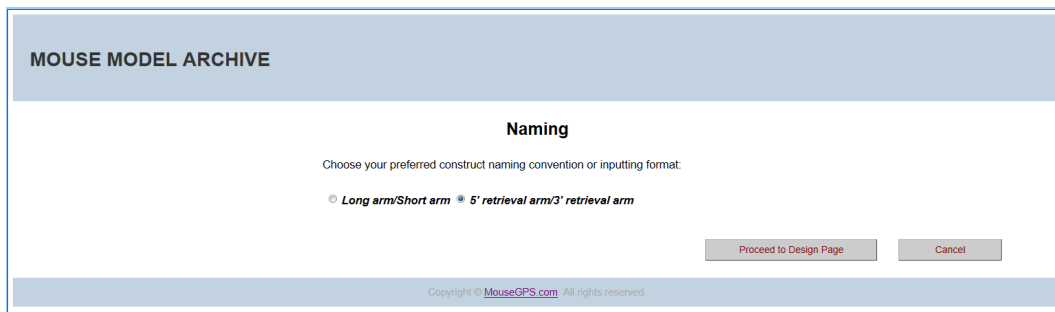 MOUSE MODEL ARCHIVE
Naming
Choose your preferred construct naming convention or inputting format:
Long arm/Short arm 5' retrieval arm/3' retrieval arm
Proceed to Design Page Cancel
Copyright © MouseGPS.com. All rights reserved.